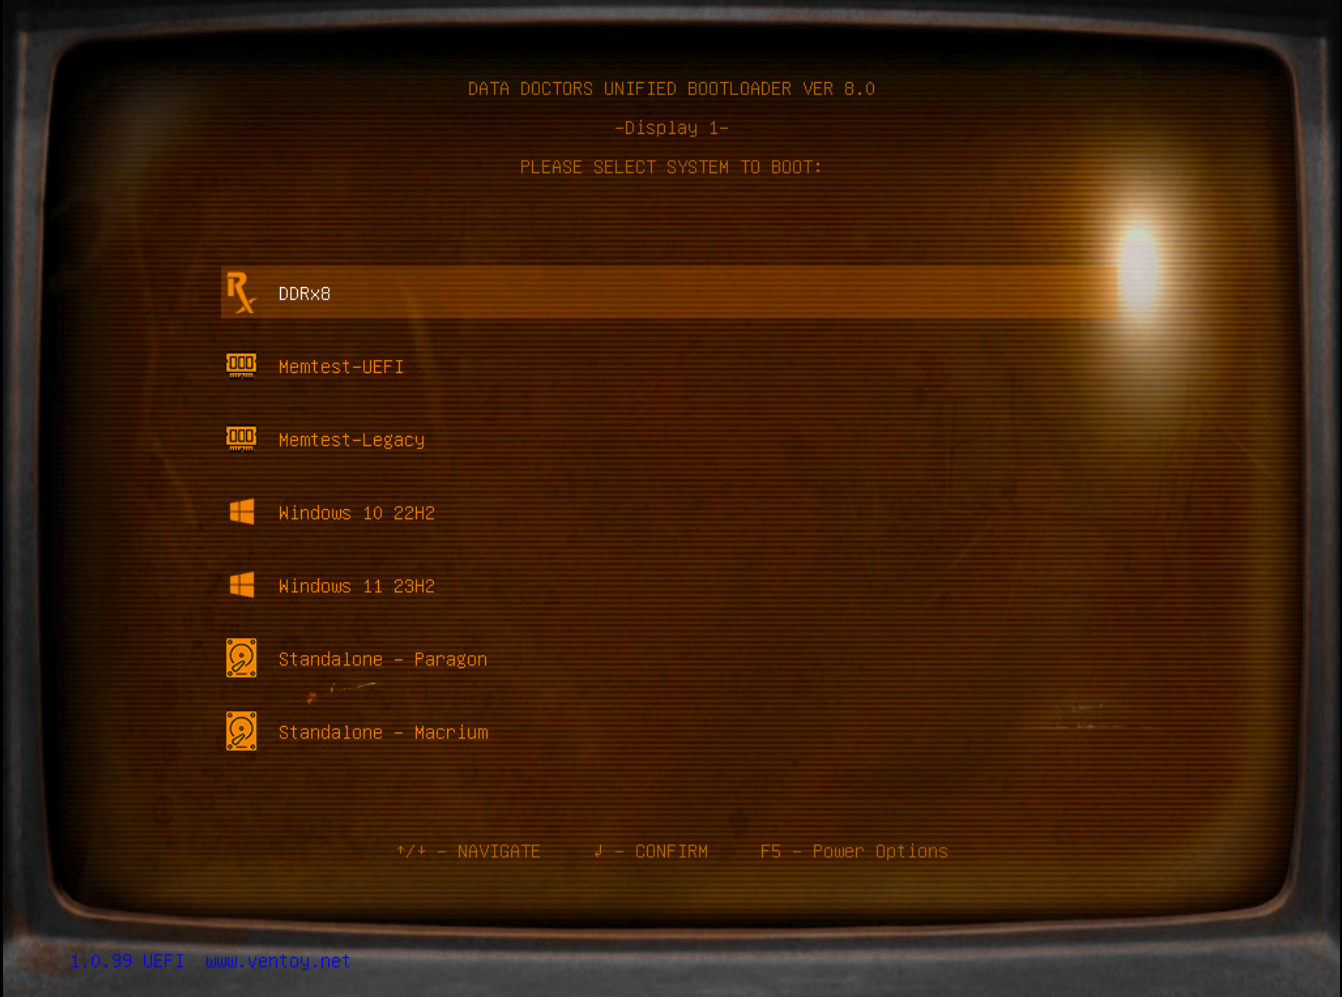 DATA DOCTORS UNIFIED BOOTLOADER VER 8.0
-Display 1-
PLEASE SELECT SYSTEM TO BOOT:
Rx DDRx8
Memtest-UEFI
Memtest-Legacy
Windows 10 22H2
Windows 11 23H2
Standalone - Paragon
Standalone - Macrium
↑/↓ - NAVIGATE ↲ - CONFIRM F5 - Power Options
1.0.99 UEFI www.ventoy.net